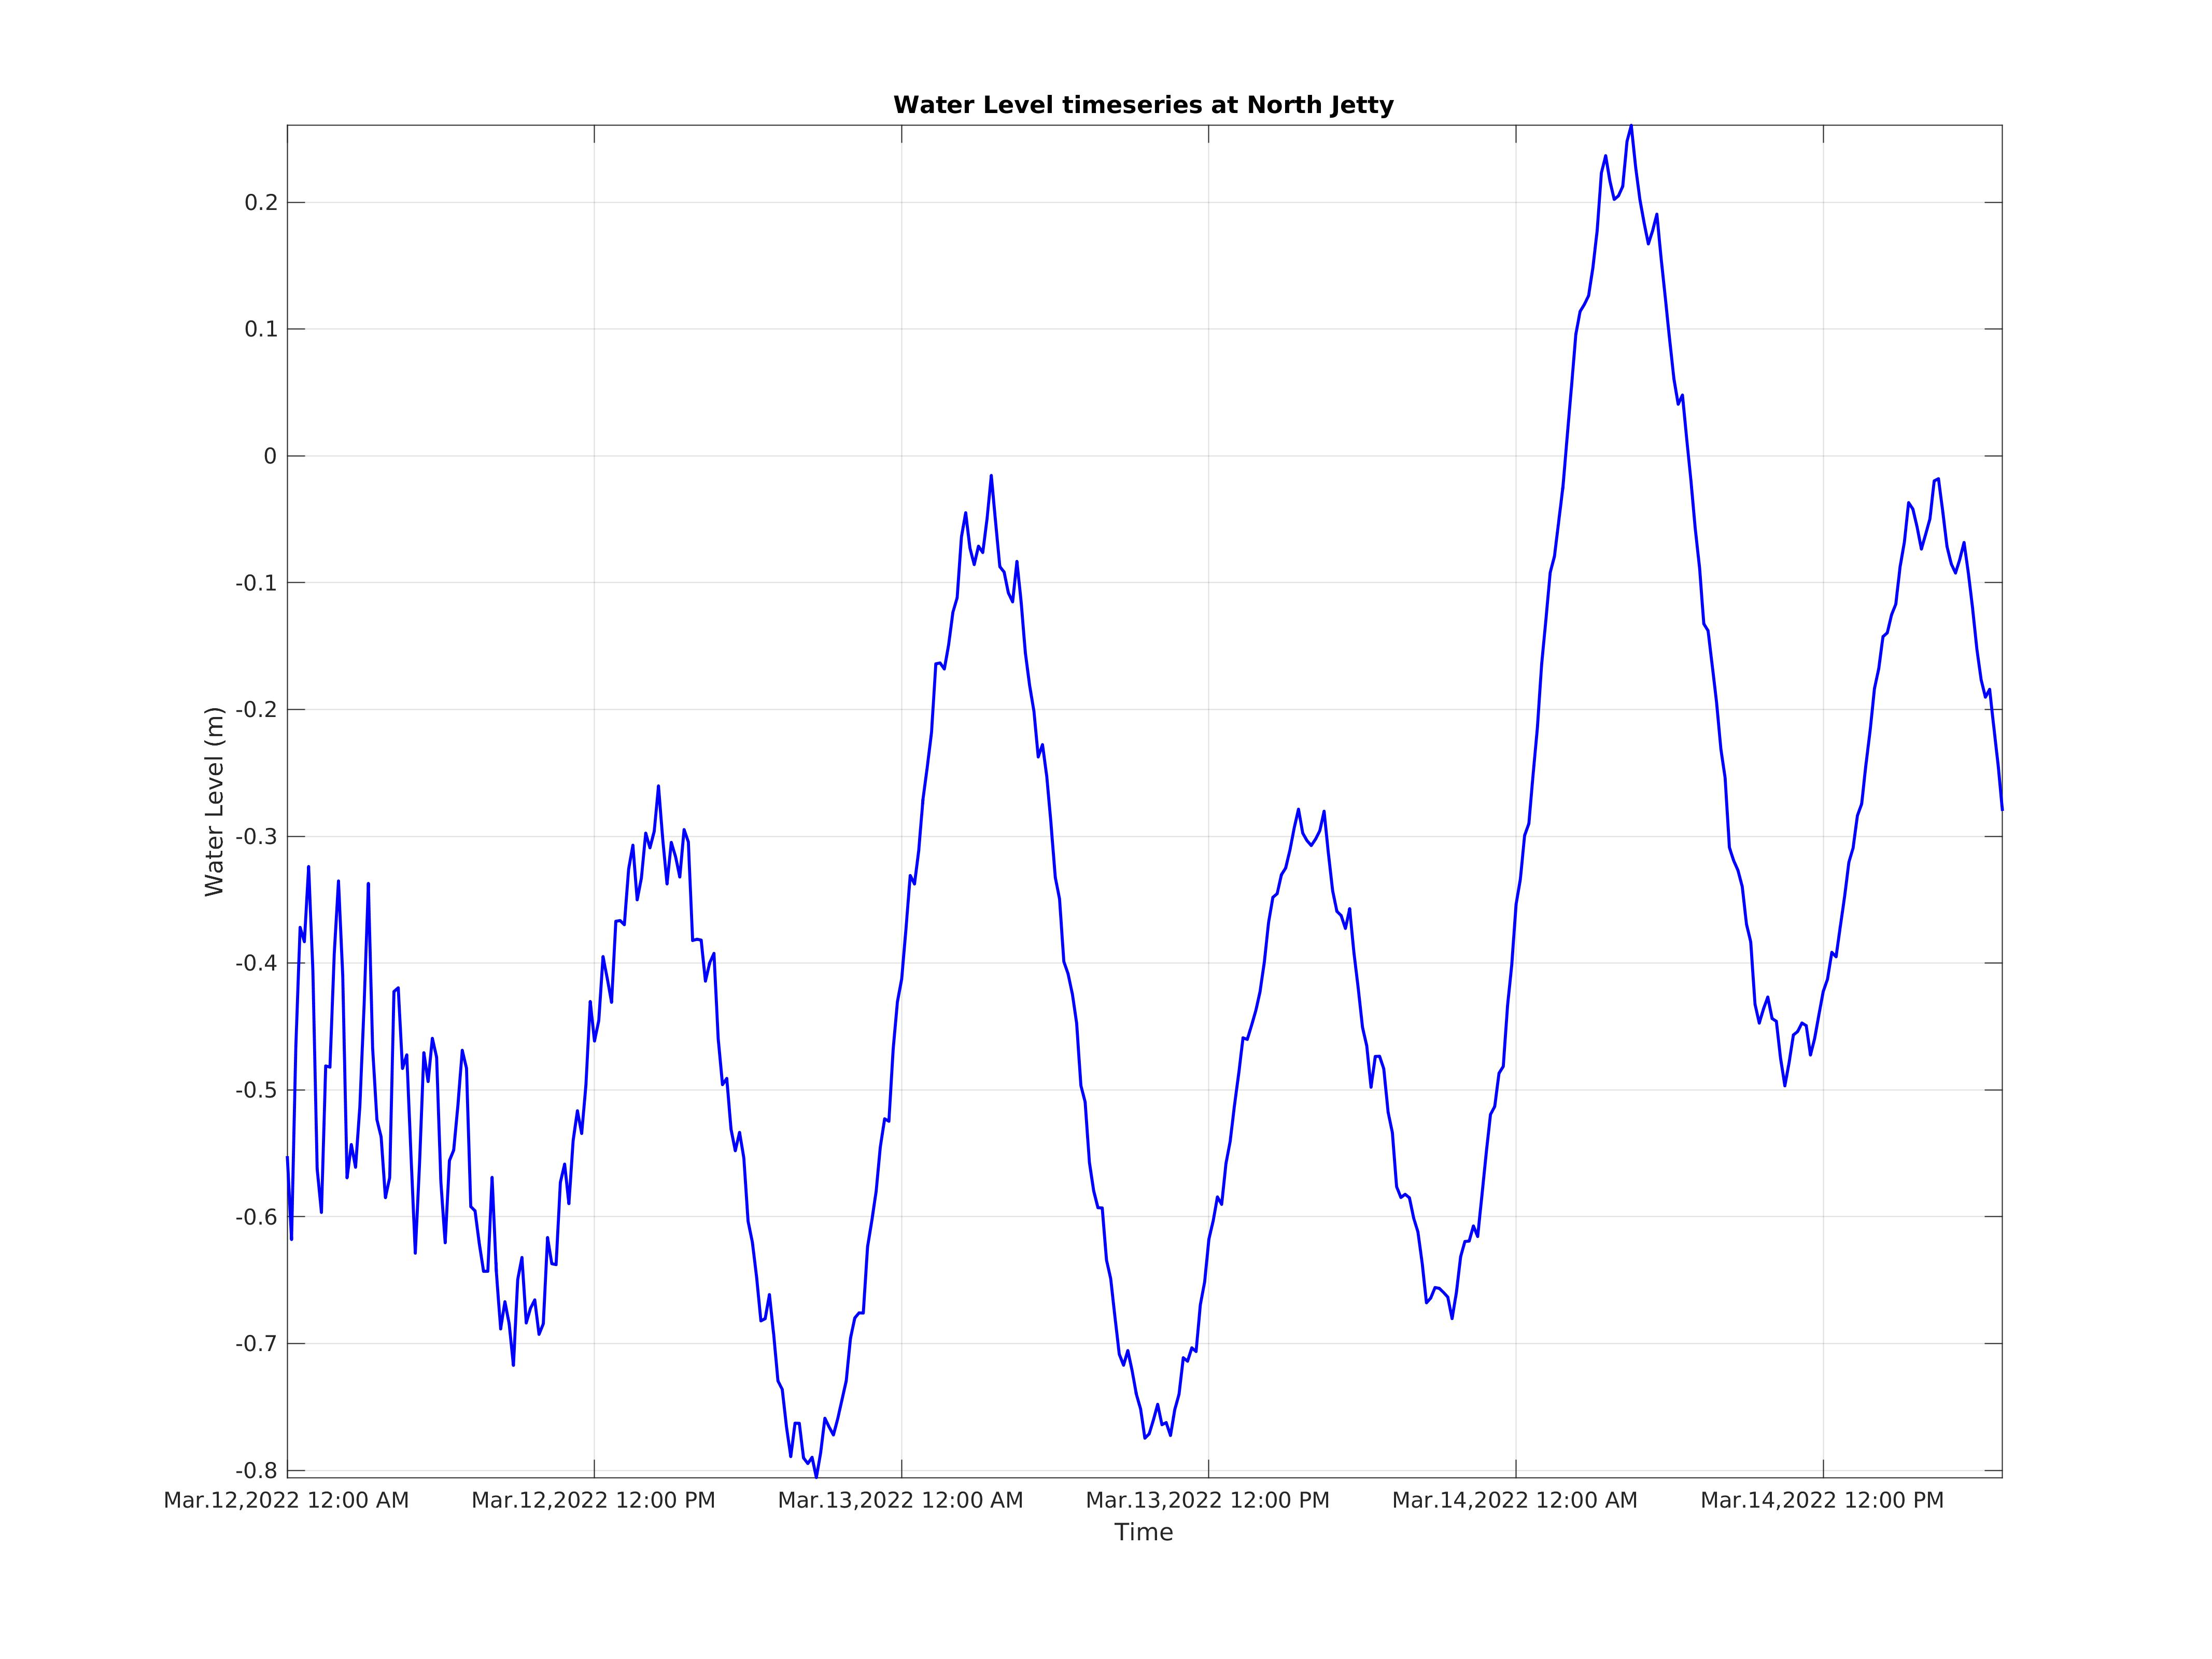 Water Level timeseries at North Jetty
0.2
0.1
0
-0.1
-0.2
-0.3
-0.4
-0.5
-0.6
-0.7
-0.8
Water Level (m)
Mar.12,2022 12:00 AM
Mar.12,2022 12:00 PM
Mar.13,2022 12:00 AM
Mar.13,2022 12:00 PM
Mar.14,2022 12:00 AM
Mar.14,2022 12:00 PM
Time